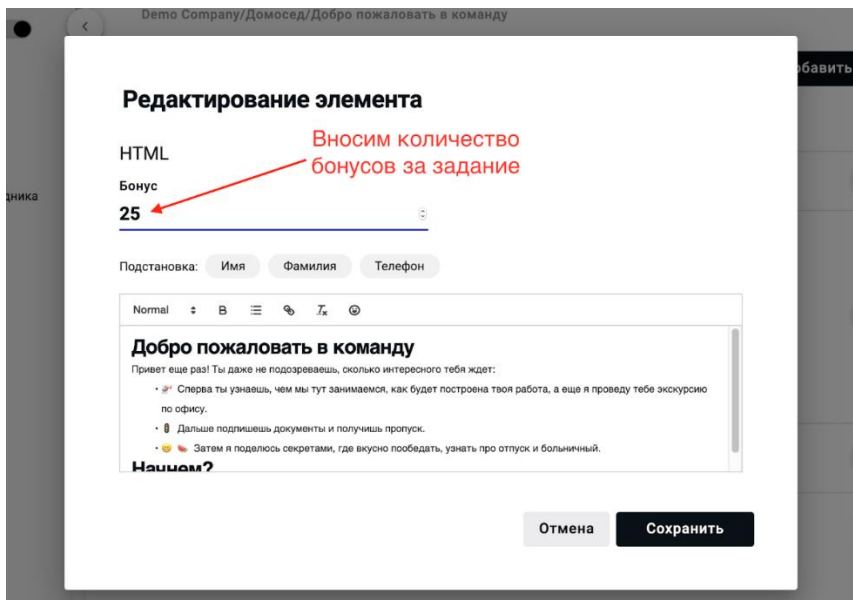 Demo Company/Домосед/Добро пожаловать в команду
Редактирование элемента
HTML
Вносим количество
бонусов за задание
Бонус
25
Подстановка: Имя Фамилия Телефон
Normal
Добро пожаловать в команду
Привет еще раз! Ты даже не подозреваешь, сколько интересного тебя ждет:
• Сперва ты узнаешь, чем мы тут занимаемся, как будет построена твоя работа, а еще я проведу тебе экскурсию
по офису.
• Дальше подпишешь документы и получишь пропуск.
• Затем я поделюсь секретами, где вкусно пообедать, узнать про отпуск и больничный.
Начнем?
Отмена Сохранить